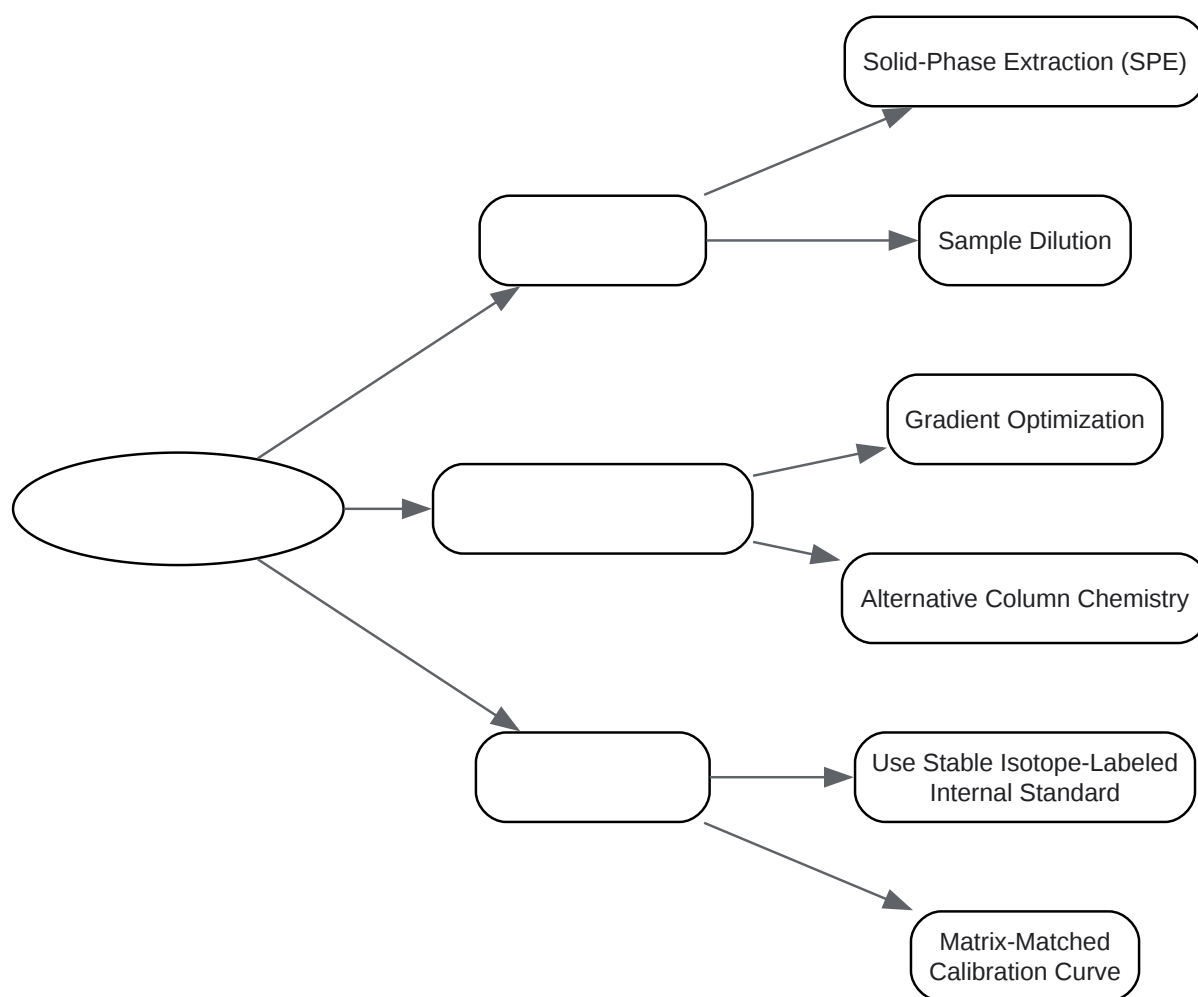 Solid-Phase Extraction (SPE)
Sample Dilution
Gradient Optimization
Alternative Column Chemistry
Use Stable Isotope-Labeled
Internal Standard
Matrix-Matched
Calibration Curve